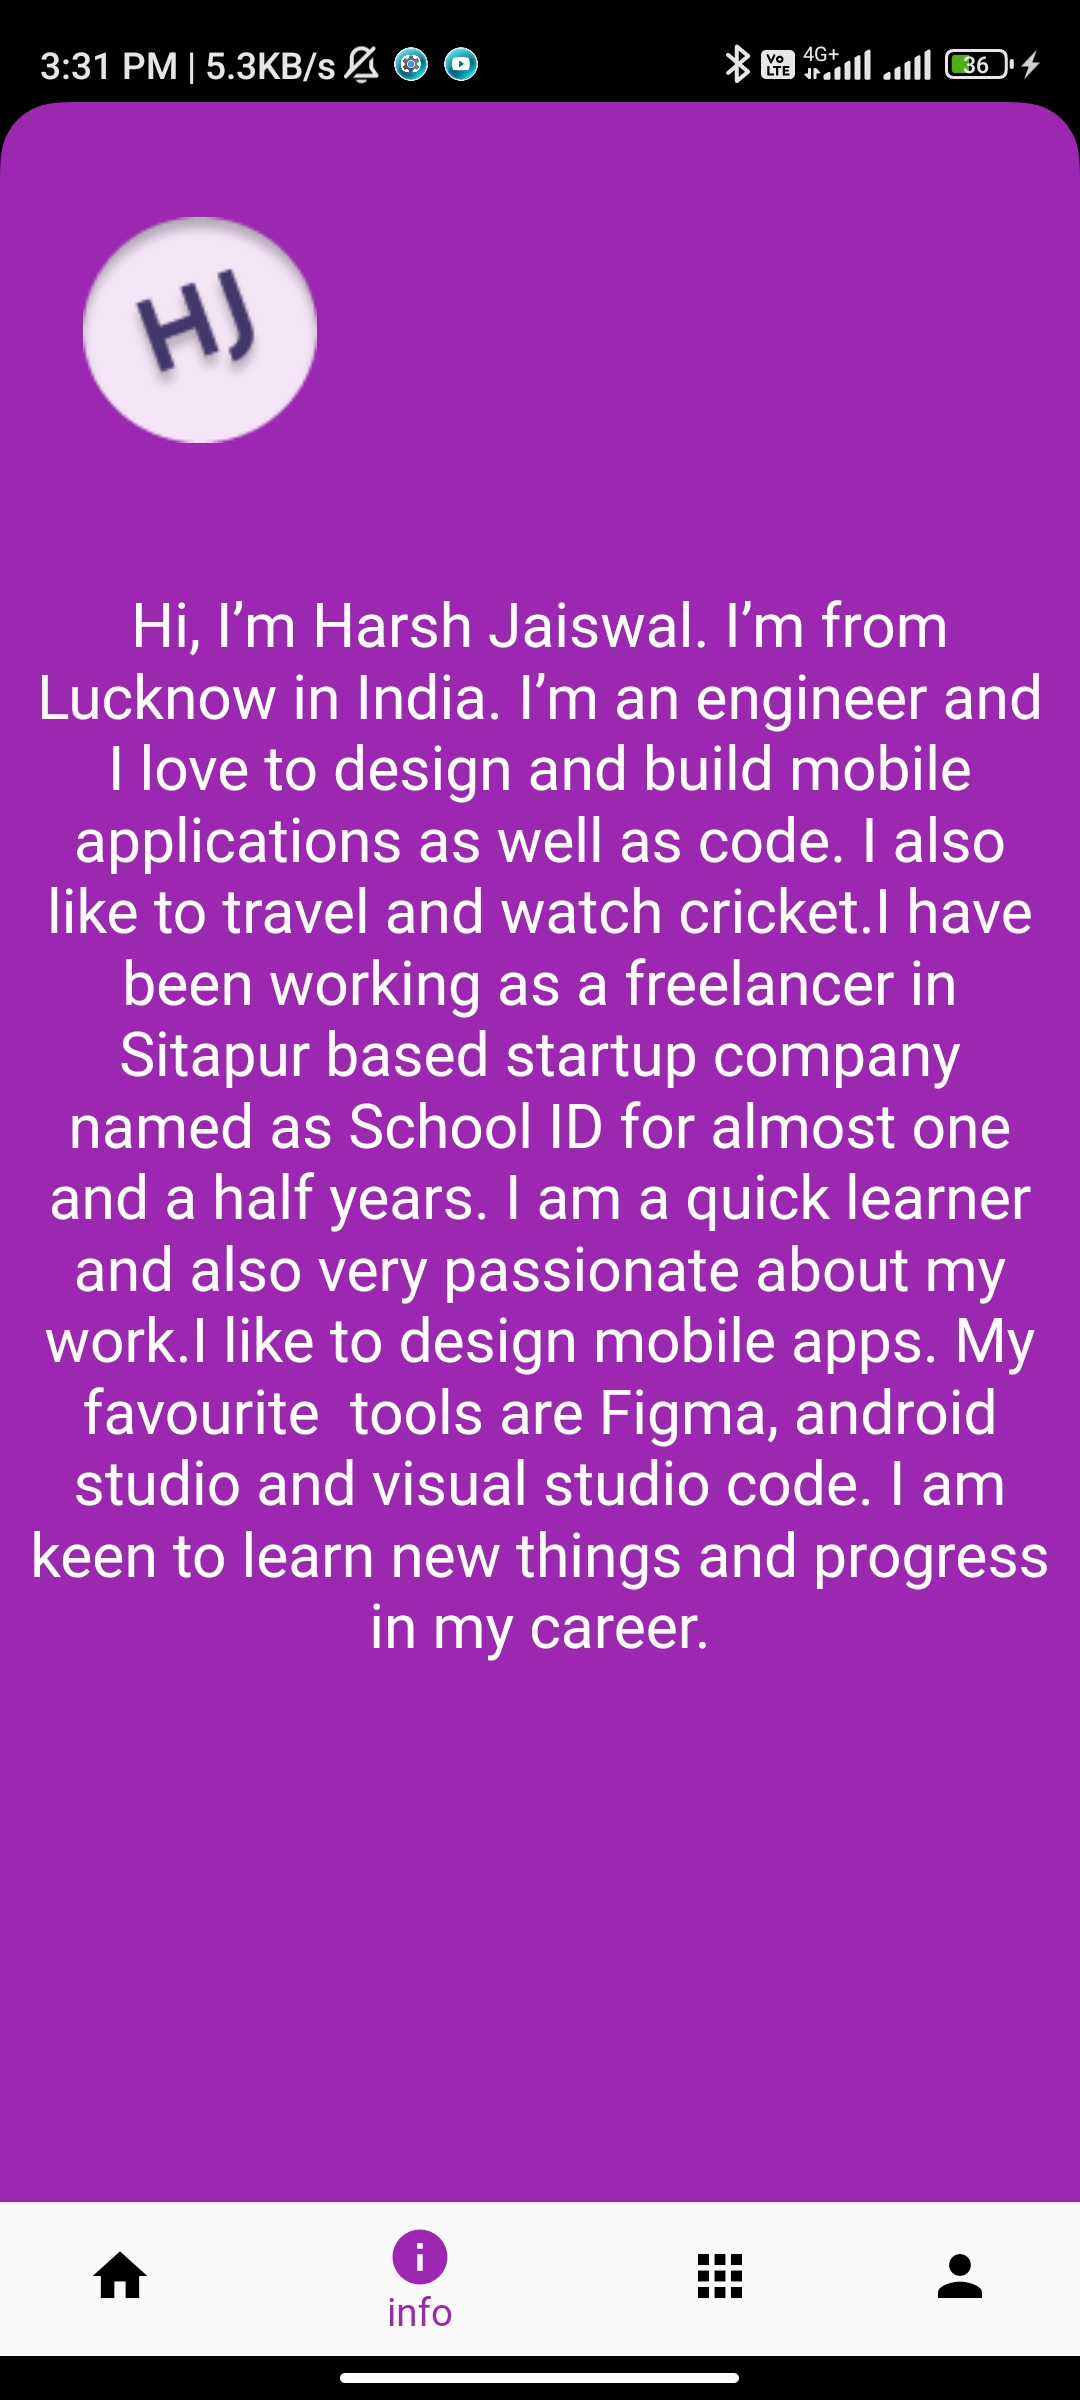 3:31 PM | 5.3KB/s
Vo LTE
4G+
36
HJ
Hi, I’m Harsh Jaiswal. I’m from
Lucknow in India. I’m an engineer and
I love to design and build mobile
applications as well as code. I also
like to travel and watch cricket.I have
been working as a freelancer in
Sitapur based startup company
named as School ID for almost one
and a half years. I am a quick learner
and also very passionate about my
work.I like to design mobile apps. My
favourite  tools are Figma, android
studio and visual studio code. I am
keen to learn new things and progress
in my career.
info